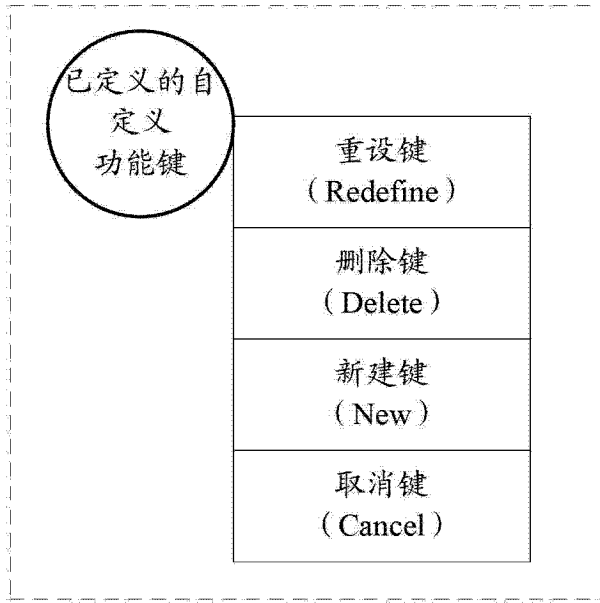 已定义的自
定义
功能键
重设键
（Redefine）
删除键
（Delete）
新建键
（New）
取消键
（Cancel）